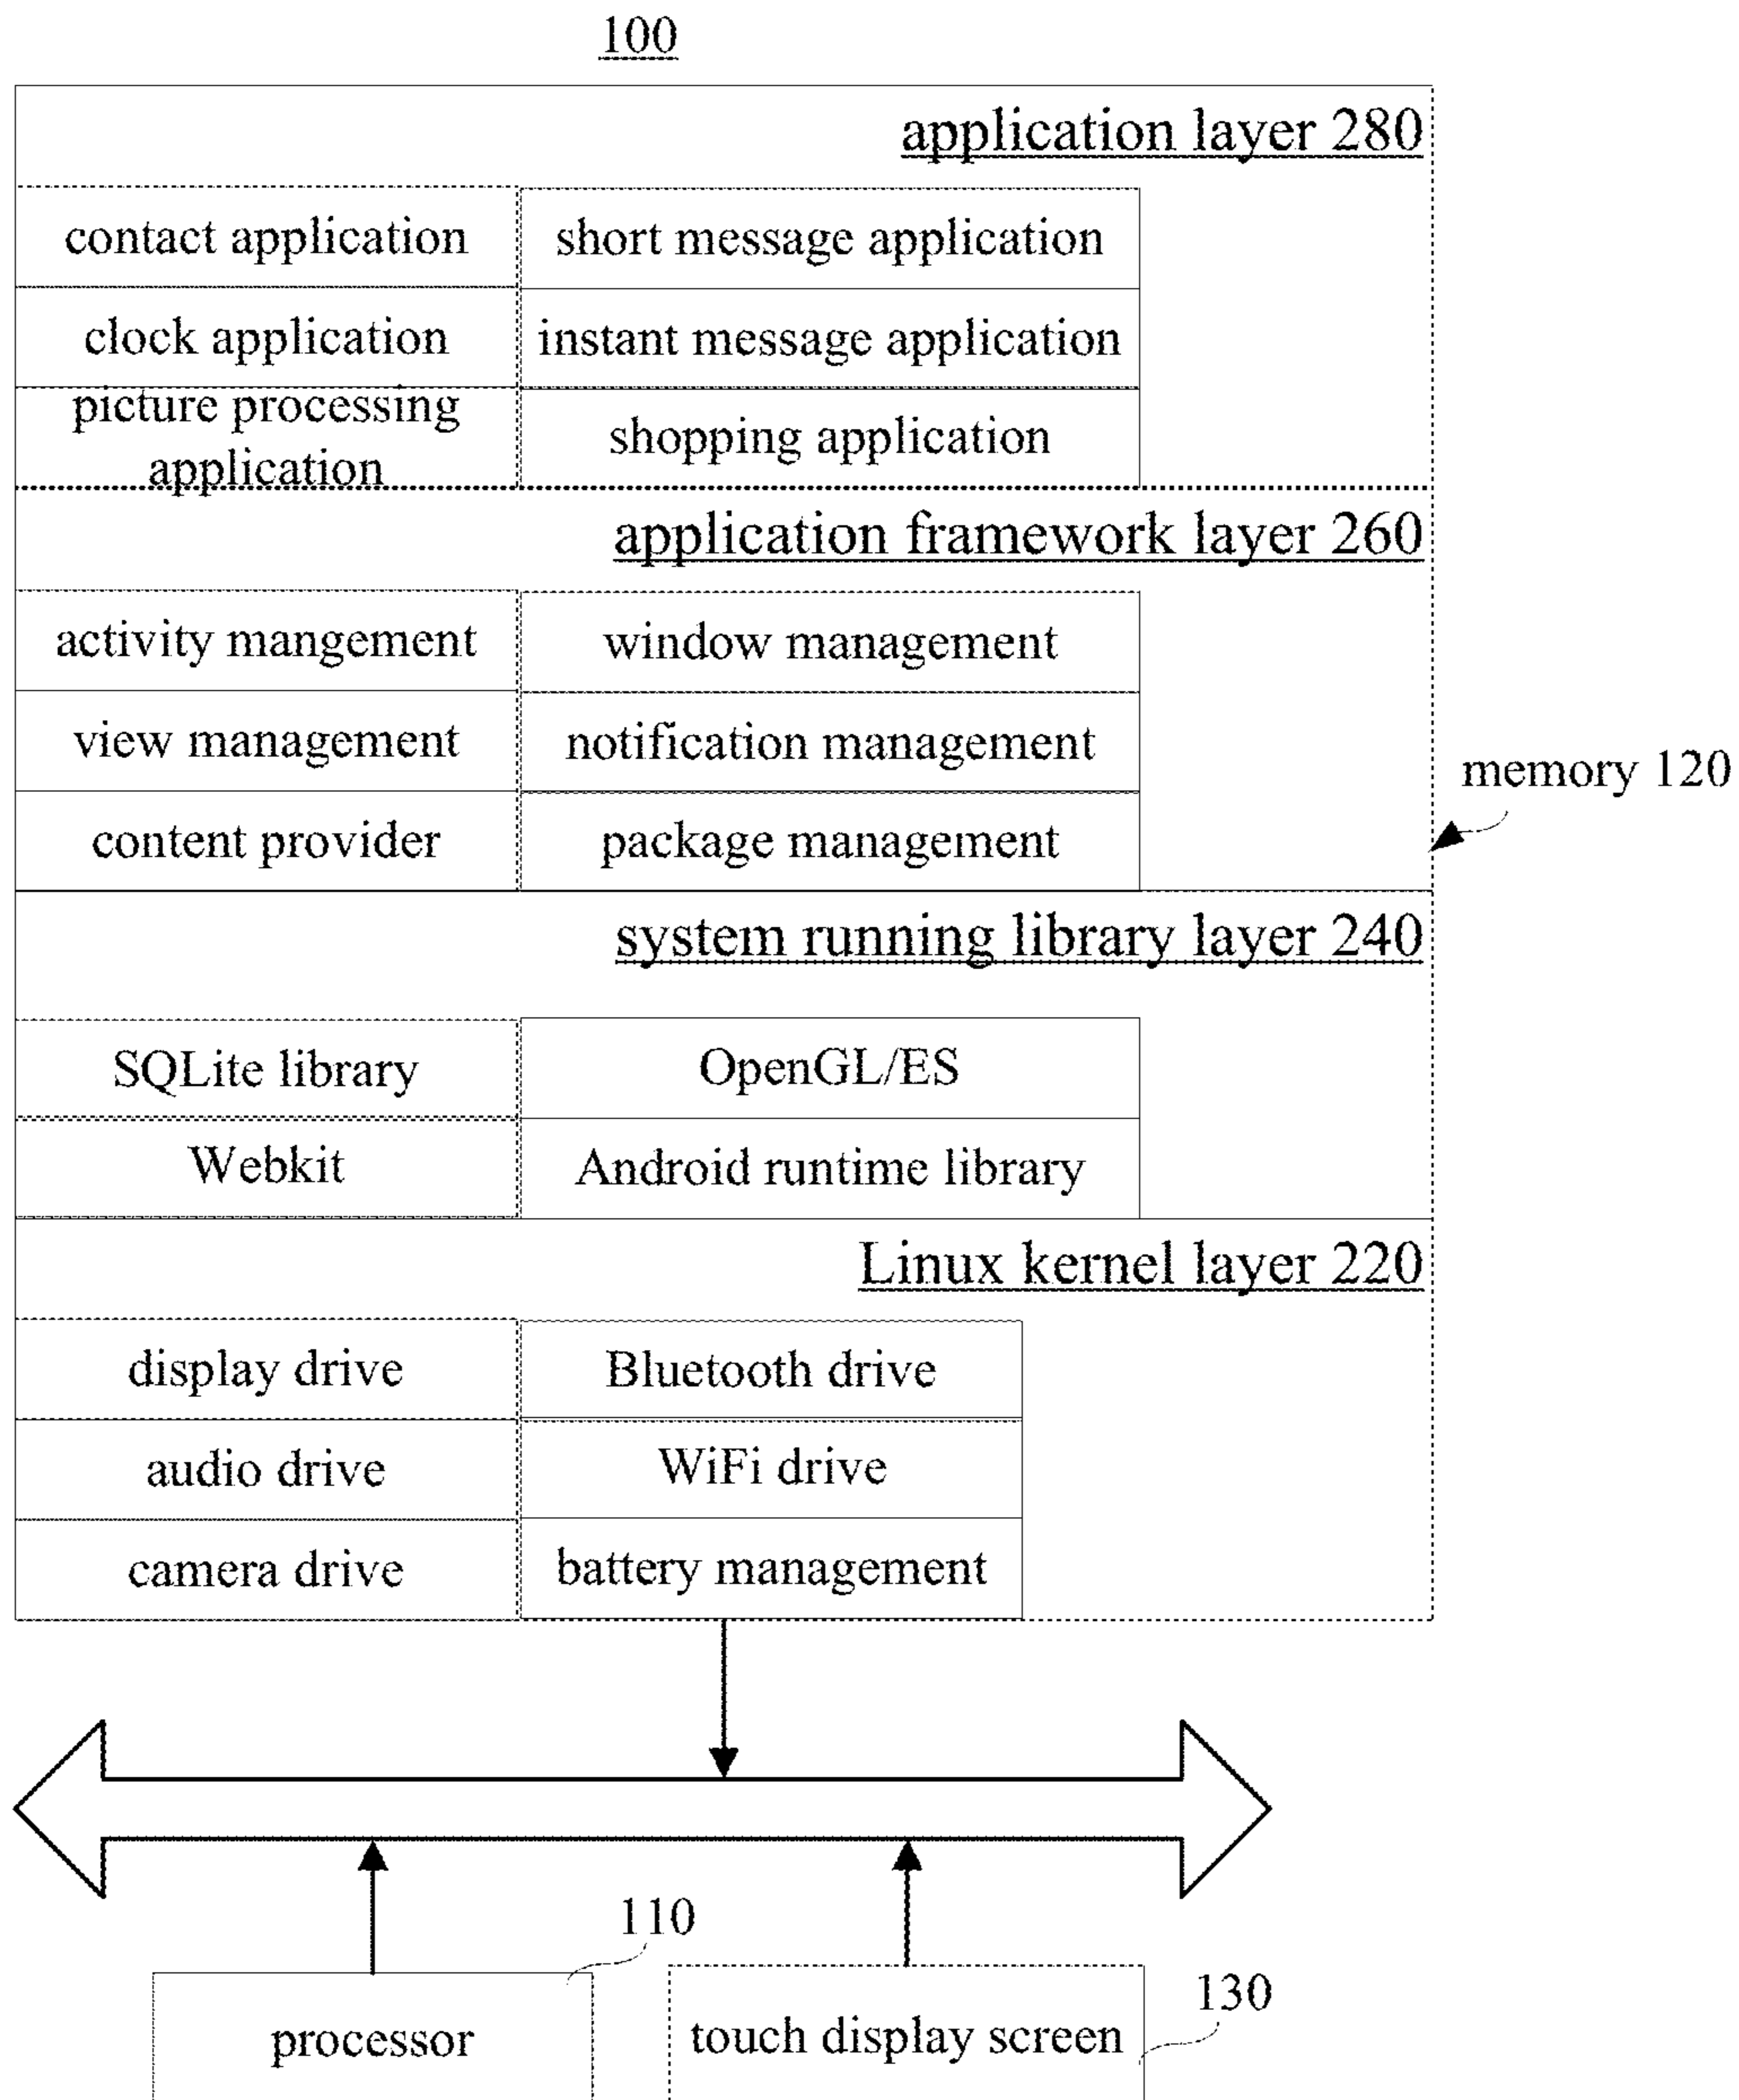 100
application layer 280
contact application
short message application
clock application
instant message application
picture processing
application
shopping application
application framework layer 260
activity mangement
window management
view management
notification management
memory 120
content provider
package management
system running library layer 240
SQLite library
OpenGL/ES
Webkit
Android runtime library
Linux kernel layer 220
display drive
Bluetooth drive
audio drive
WiFi drive
camera drive
battery management
110
130
processor
touch display screen